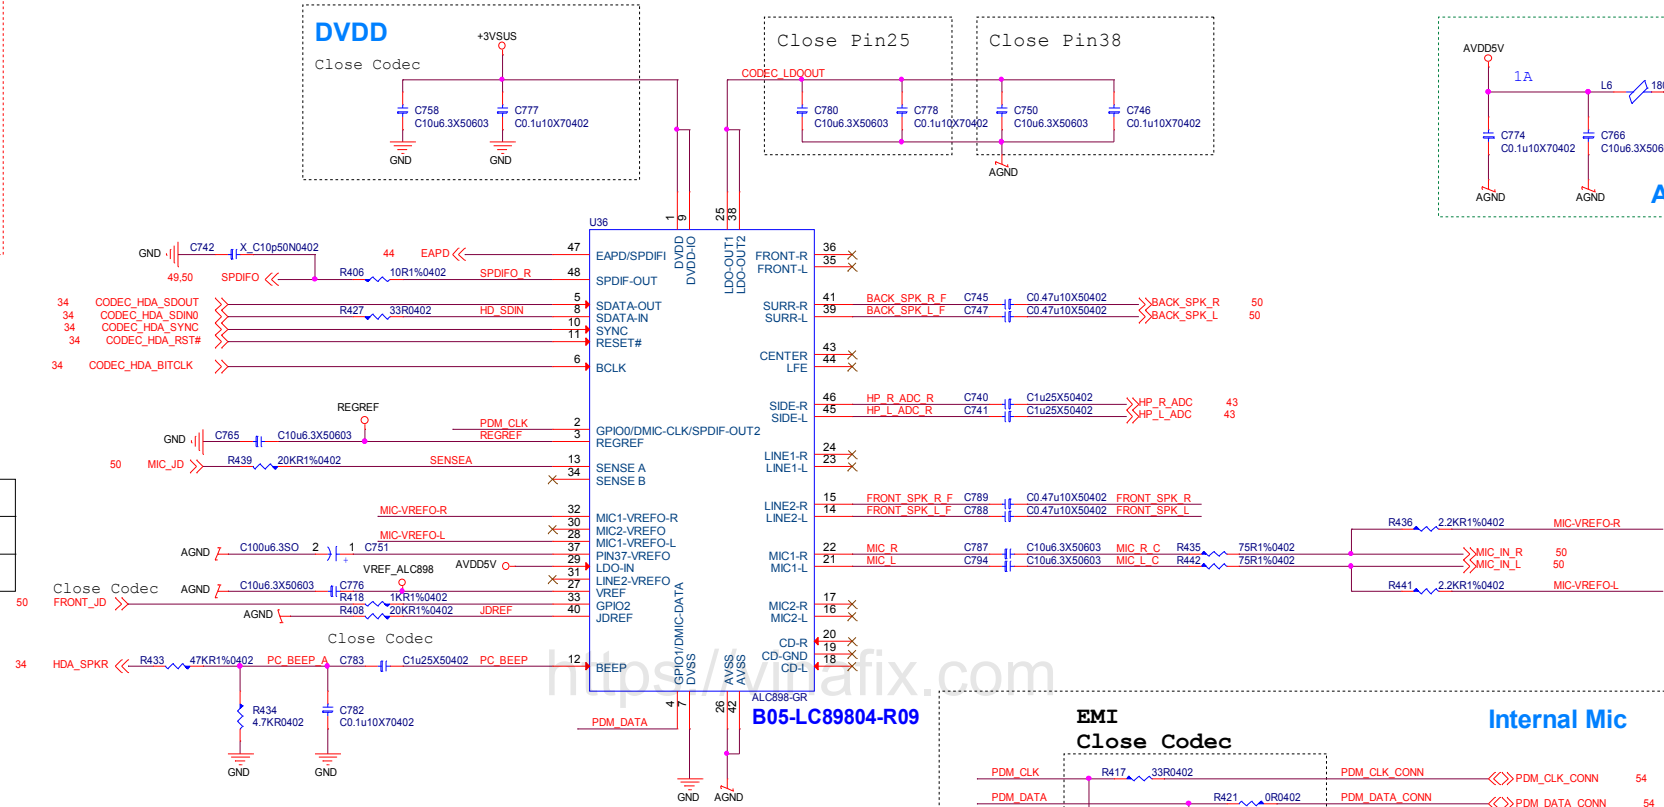 DVDD
Close Codec
+3VSUS
C758
C10u6.3X50603
C777
C0.1u10X70402
GND
GND
Close Pin25
Close Pin38
CODEC_LDOOUT
C780
C10u6.3X50603
C778
C0.1u10X70402
C750
C10u6.3X50603
C746
C0.1u10X70402
AGND
AVDD5V
1A
L6
180
C774
C0.1u10X70402
C766
C10u6.3X506
AGND
AGND
A
U36
1
9
25
38
DVDD
DVDD-IO
LDO-OUT1
LDO-OUT2
GND
C742
X_C10p50N0402
44
EAPD
47
EAPD/SPDIFI
49,50
SPDIFO
R406
10R1%0402
SPDIFO_R
48
SPDIF-OUT
34
CODEC_HDA_SDOUT
5
SDATA-OUT
34
CODEC_HDA_SDIN0
R427
33R0402
HD_SDIN
8
SDATA-IN
34
CODEC_HDA_SYNC
10
SYNC
34
CODEC_HDA_RST#
11
RESET#
34
CODEC_HDA_BITCLK
6
BCLK
REGREF
PDM_CLK
2
GPIO0/DMIC-CLK/SPDIF-OUT2
GND
C765
C10u6.3X50603
REGREF
3
REGREF
50
MIC_JD
R439
20KR1%0402
SENSEA
13
SENSE A
34
SENSE B
MIC-VREFO-R
32
MIC1-VREFO-R
30
MIC2-VREFO
MIC-VREFO-L
28
MIC1-VREFO-L
AGND
C100u6.3SO
2
1
C751
+
37
PIN37-VREFO
AVDD5V
29
LDO-IN
VREF_ALC898
31
LINE2-VREFO
Close Codec
AGND
C10u6.3X50603
C776
27
VREF
50
FRONT_JD
R418
1KR1%0402
33
GPIO2
AGND
R408
20KR1%0402
JDREF
40
JDREF
Close Codec
34
HDA_SPKR
R433
47KR1%0402
PC_BEEP_A
C783
C1u25X50402
PC_BEEP
12
BEEP
R434
4.7KR0402
C782
C0.1u10X70402
GND
GND
GPIO1/DMIC-DATA
DVSS
AVSS
AVSS
4
7
26
42
PDM_DATA
GND
AGND
36
FRONT-R
35
FRONT-L
41
SURR-R
BACK_SPK_R_F
C745
C0.47u10X50402
BACK_SPK_R
50
39
SURR-L
BACK_SPK_L_F
C747
C0.47u10X50402
BACK_SPK_L
50
43
CENTER
44
LFE
46
SIDE-R
HP_R_ADC_R
C740
C1u25X50402
HP_R_ADC
43
45
SIDE-L
HP_L_ADC_R
C741
C1u25X50402
HP_L_ADC
43
24
LINE1-R
23
LINE1-L
15
LINE2-R
FRONT_SPK_R_F
C789
C0.47u10X50402
FRONT_SPK_R
14
LINE2-L
FRONT_SPK_L_F
C788
C0.47u10X50402
FRONT_SPK_L
R436
2.2KR1%0402
MIC-VREFO-R
22
MIC1-R
MIC_R
C787
C10u6.3X50603
MIC_R_C
R435
75R1%0402
MIC_IN_R
50
21
MIC1-L
MIC_L
C794
C10u6.3X50603
MIC_L_C
R442
75R1%0402
MIC_IN_L
50
R441
2.2KR1%0402
MIC-VREFO-L
17
MIC2-R
16
MIC2-L
20
CD-R
19
CD-GND
18
CD-L
https://vinafix.com
ALC898-GR
B05-LC89804-R09
EMI
Close Codec
Internal Mic
PDM_CLK
R417
33R0402
PDM_CLK_CONN
PDM_CLK_CONN
54
PDM_DATA
R421
0R0402
PDM_DATA_CONN
PDM_DATA_CONN
54